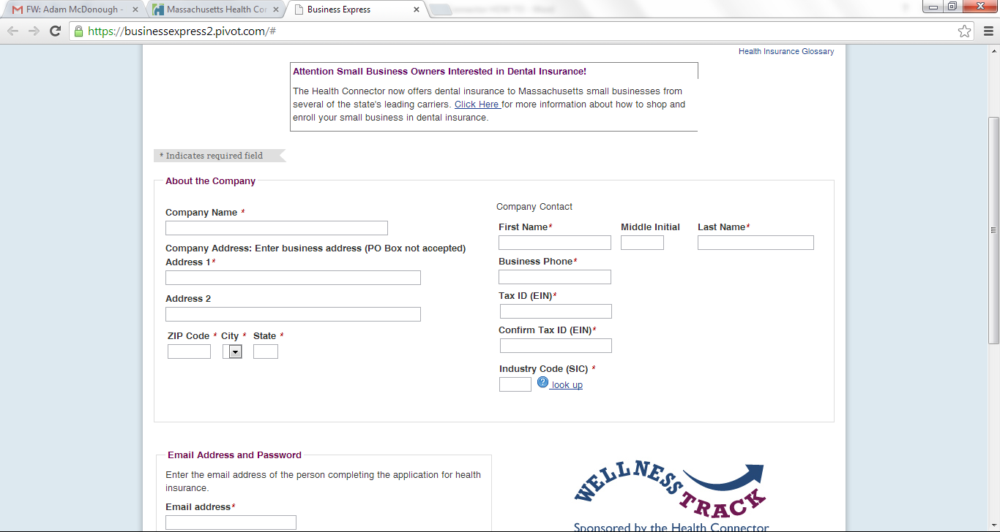 FW: Adam McDonough -
Massachusetts Health Cor
Business Express
https://businessexpress2.pivot.com/#
Health Insurance Glossary
Attention Small Business Owners Interested in Dental Insurance!
The Health Connector now offers dental insurance to Massachusetts small businesses from
several of the state's leading carriers. Click Here for more information about how to shop and
enroll your small business in dental insurance.
* Indicates required field
About the Company
Company Name *
Company Address: Enter business address (PO Box not accepted)
Address 1*
Address 2
ZIP Code * City * State *
Company Contact
First Name* Middle Initial Last Name*
Business Phone*
Tax ID (EIN)*
Confirm Tax ID (EIN)*
Industry Code (SIC) *
? look up
Email Address and Password
Enter the email address of the person completing the application for health
insurance.
Email address*
WELLNESS
TRACK
Sponsored by the Health Connector